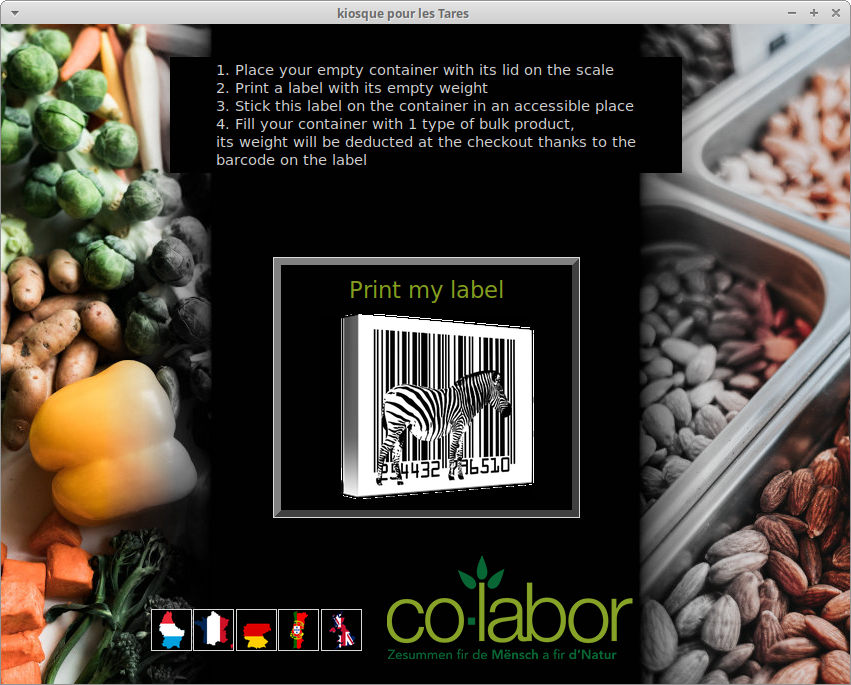 kiosque pour les Tares
1. Place your empty container with its lid on the scale
2. Print a label with its empty weight
3. Stick this label on the container in an accessible place
4. Fill your container with 1 type of bulk product,
its weight will be deducted at the checkout thanks to the
barcode on the label
Print my label
co·labor
Zesummen fir de Mënsch a fir d'Natur